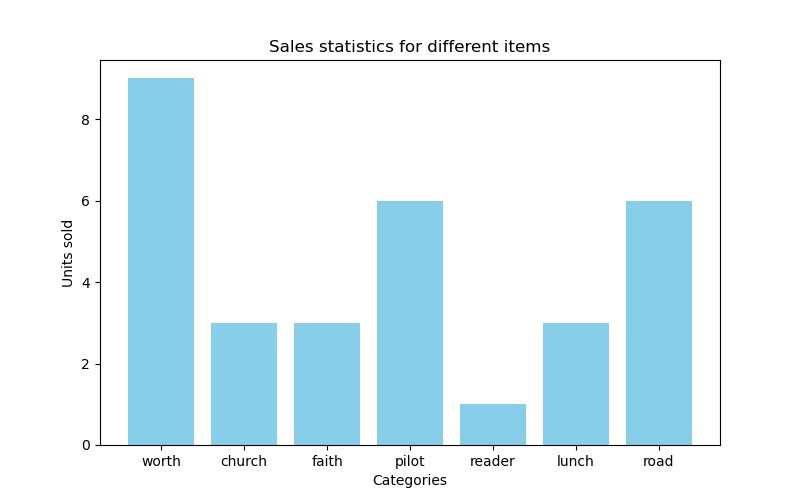 Sales statistics for different items
Units sold
8
6
4
2
0
worth church faith pilot reader lunch road
Categories